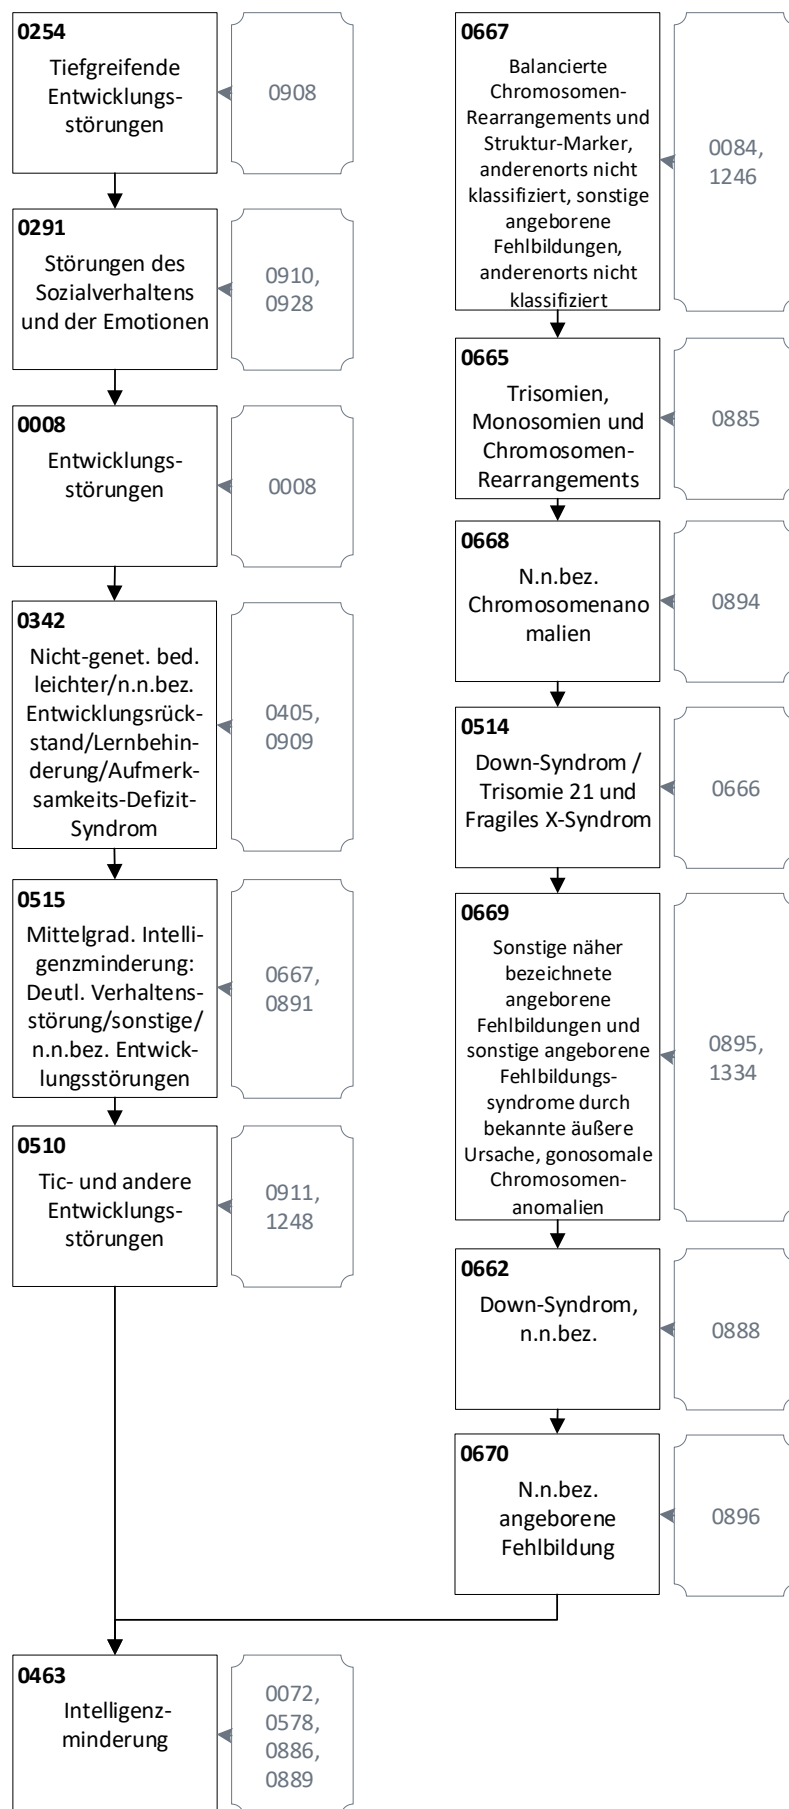 0254
Tiefgreifende
Entwicklungs-
störungen
0908
0291
Störungen des
Sozialverhaltens
und der Emotionen
0910,
0928
0008
Entwicklungs-
störungen
0008
0342
Nicht-genet. bed.
leichter/n.n.bez.
Entwicklungsrück-
stand/Lernbehin-
derung/Aufmerk-
samkeits-Defizit-
Syndrom
0405,
0909
0515
Mittelgrad. Intelli-
genzminderung:
Deutl. Verhaltens-
störung/sonstige/
n.n.bez. Entwick-
lungsstörungen
0667,
0891
0510
Tic- und andere
Entwicklungs-
störungen
0911,
1248
0667
Balancierte
Chromosomen-
Rearrangements und
Struktur-Marker,
anderenorts nicht
klassifiziert, sonstige
angeborene
Fehlbildungen,
anderenorts nicht
klassifiziert
0084,
1246
0665
Trisomien,
Monosomien und
Chromosomen-
Rearrangements
0885
0668
N.n.bez.
Chromosomenano
malien
0894
0514
Down-Syndrom /
Trisomie 21 und
Fragiles X-Syndrom
0666
0669
Sonstige näher
bezeichnete
angeborene
Fehlbildungen und
sonstige angeborene
Fehlbildungs-
syndrome durch
bekannte äußere
Ursache, gonosomale
Chromosomen-
anomalien
0895,
1334
0662
Down-Syndrom,
n.n.bez.
0888
0670
N.n.bez.
angeborene
Fehlbildung
0896
0463
Intelligenz-
minderung
0072,
0578,
0886,
0889